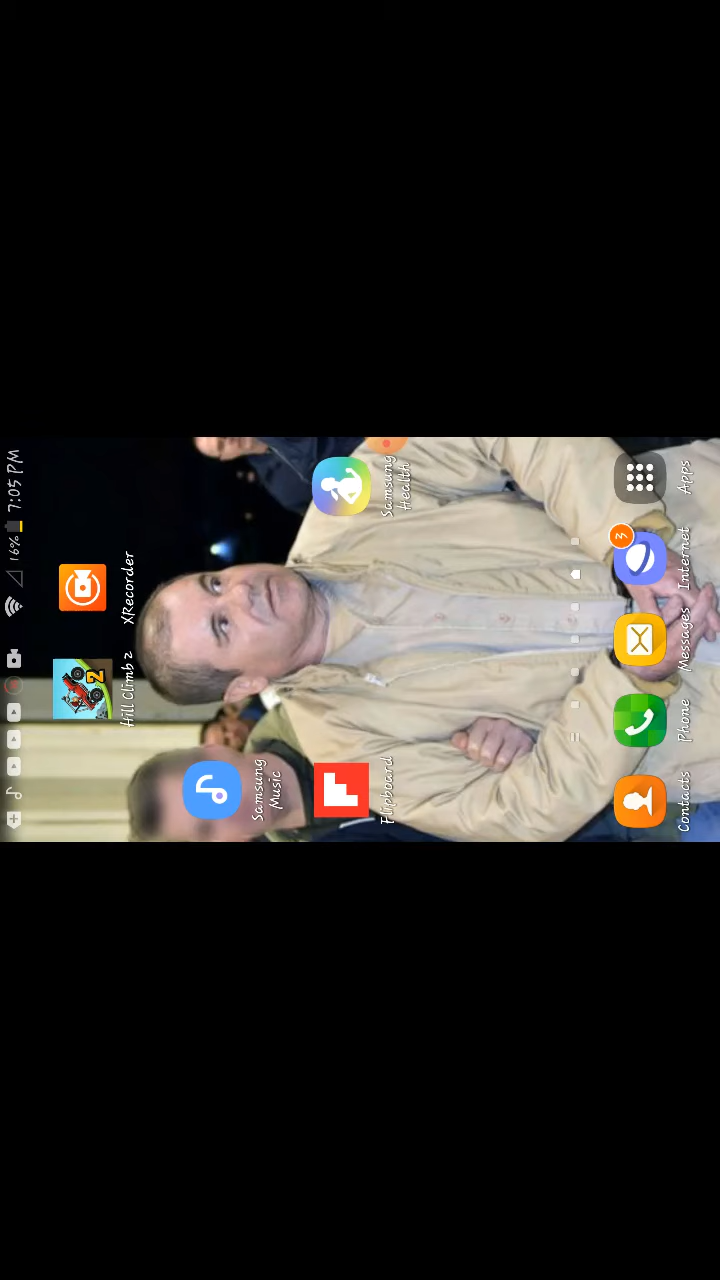 16% 7:05 PM
Hill Climb 2
XRecorder
2
Samsung
Music
Flipboard
Samsung
Health
3
Contacts
Phone
Messages
Internet
Apps